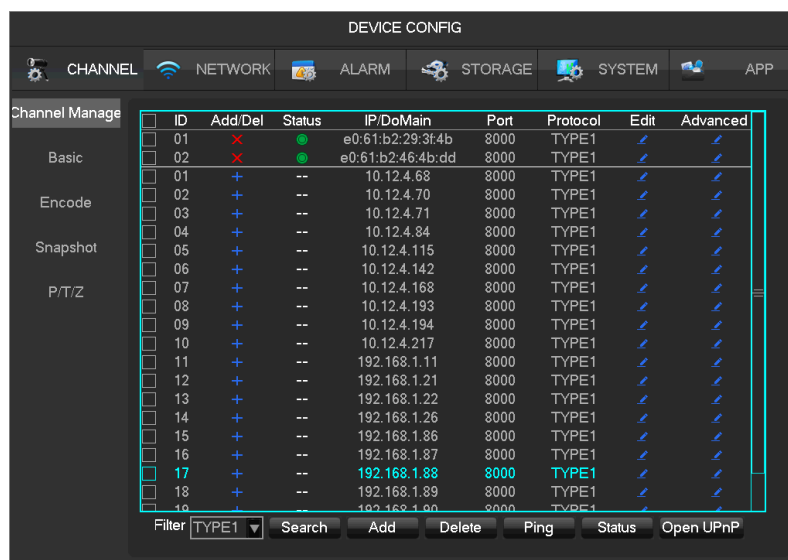 DEVICE CONFIG
CHANNEL NETWORK ALARM STORAGE SYSTEM APP
Channel Manage
Basic
Encode
Snapshot
P/T/Z
ID Add/Del Status IP/DoMain Port Protocol Edit Advanced
01 e0:61:b2:29:3f:4b 8000 TYPE1
02 e0:61:b2:46:4b:dd 8000 TYPE1
01 + -- 10.12.4.68 8000 TYPE1
02 + -- 10.12.4.70 8000 TYPE1
03 + -- 10.12.4.71 8000 TYPE1
04 + -- 10.12.4.84 8000 TYPE1
05 + -- 10.12.4.115 8000 TYPE1
06 + -- 10.12.4.142 8000 TYPE1
07 + -- 10.12.4.168 8000 TYPE1
08 + -- 10.12.4.193 8000 TYPE1
09 + -- 10.12.4.194 8000 TYPE1
10 + -- 10.12.4.217 8000 TYPE1
11 + -- 192.168.1.11 8000 TYPE1
12 + -- 192.168.1.21 8000 TYPE1
13 + -- 192.168.1.22 8000 TYPE1
14 + -- 192.168.1.26 8000 TYPE1
15 + -- 192.168.1.86 8000 TYPE1
16 + -- 192.168.1.87 8000 TYPE1
17 + -- 192.168.1.88 8000 TYPE1
18 + -- 192.168.1.89 8000 TYPE1
19 + -- 192.168.1.90 8000 TYPE1
Filter TYPE1 Search Add Delete Ping Status Open UPnP